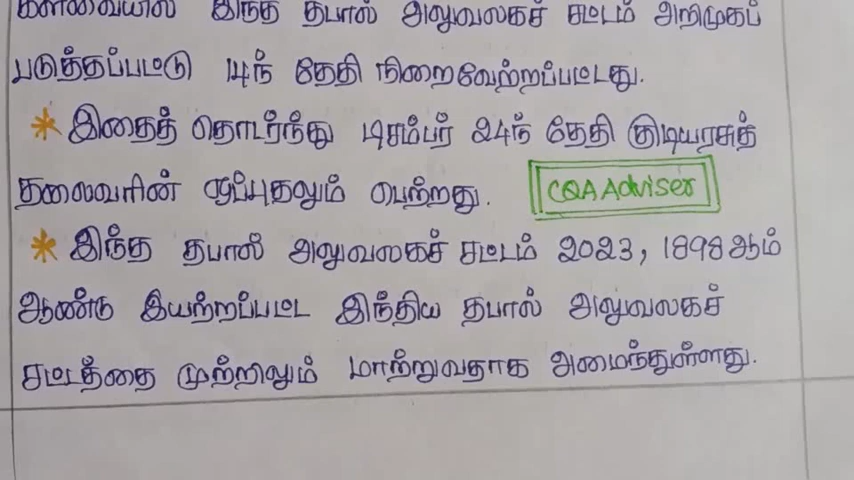 இந்த தபால் அலுவலகச் சட்டம் அறிமுகப்
படுத்தப்பட்டு 14ந் தேதி நிறைவேற்றப்பட்டது.
* இதைத் தொடர்ந்து டிசம்பர் 24ந் தேதி குடியரசுத்
தலைவரின் ஒப்புதலும் பெற்றது. CQA Adviser
* இந்த தபால் அலுவலகச் சட்டம் 2023, 1898 ஆம்
ஆண்டு இயற்றப்பட்ட இந்திய தபால் அலுவலகச்
சட்டத்தை முற்றிலும் மாற்றுவதாக அமைந்துள்ளது.